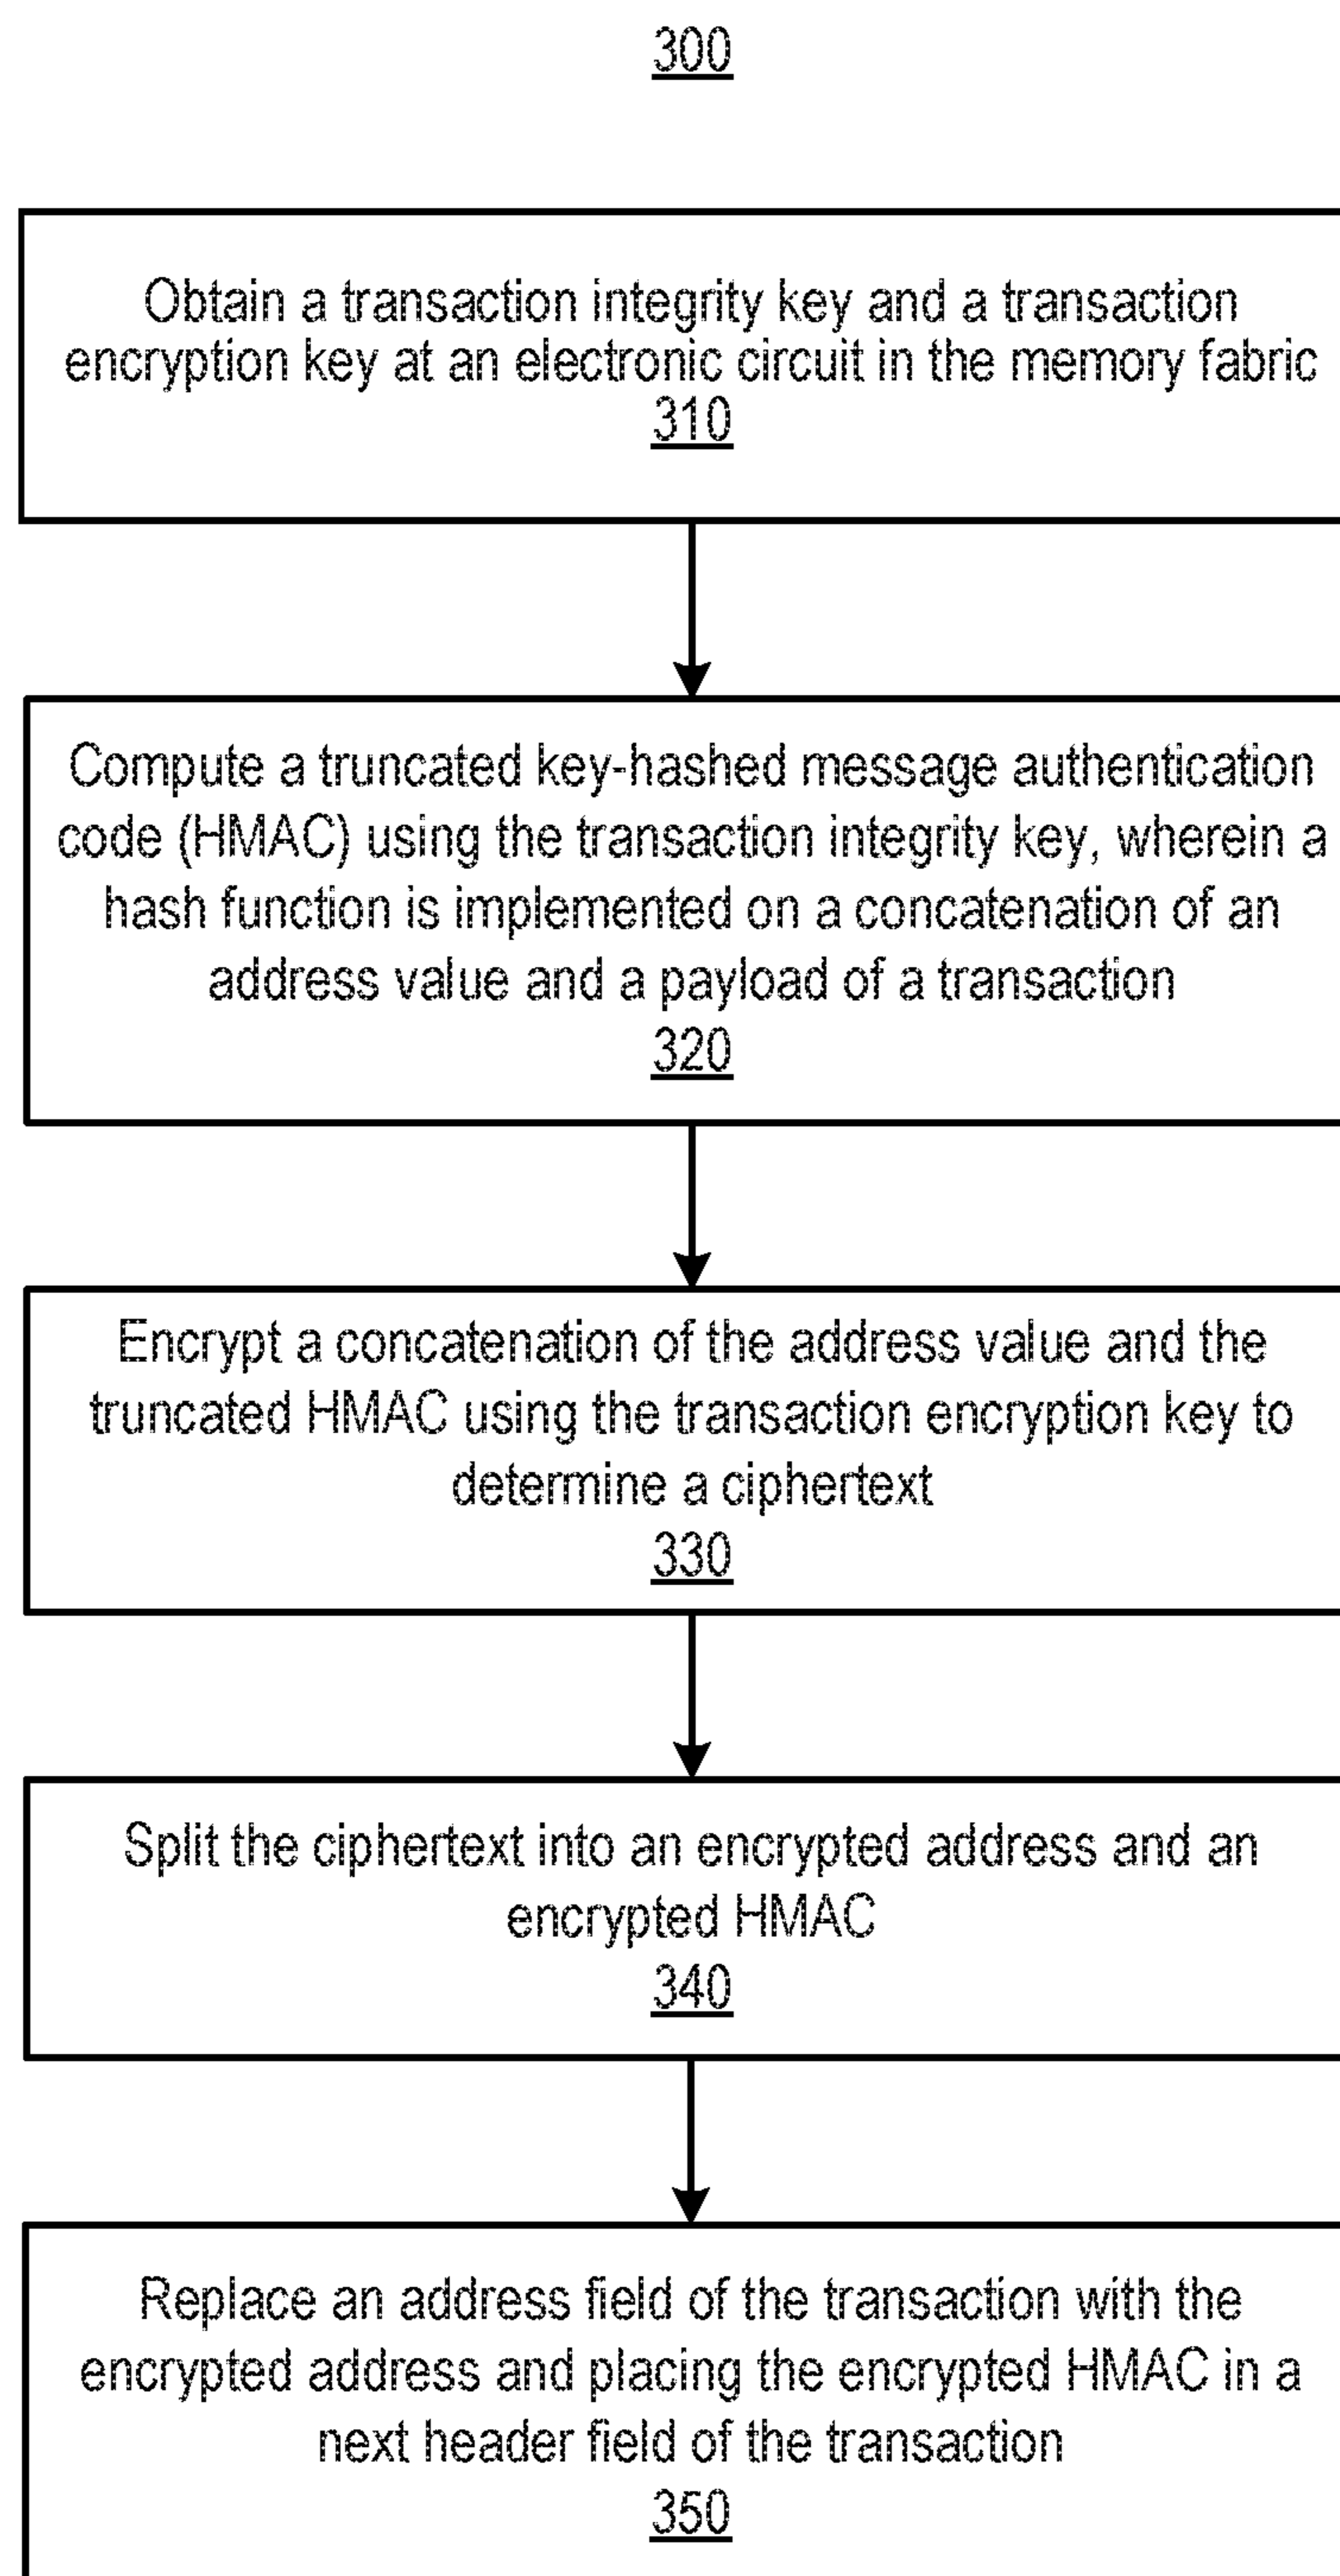 300
Obtain a transaction integrity key and a transaction
encryption key at an electronic circuit in the memory fabric
310
Compute a truncated key-hashed message authentication
code (HMAC) using the transaction integrity key, wherein a
hash function is implemented on a concatenation of an
address value and a payload of a transaction
320
Encrypt a concatenation of the address value and the
truncated HMAC using the transaction encryption key to
determine a ciphertext
330
Split the ciphertext into an encrypted address and an
encrypted HMAC
340
Replace an address field of the transaction with the
encrypted address and placing the encrypted HMAC in a
next header field of the transaction
350